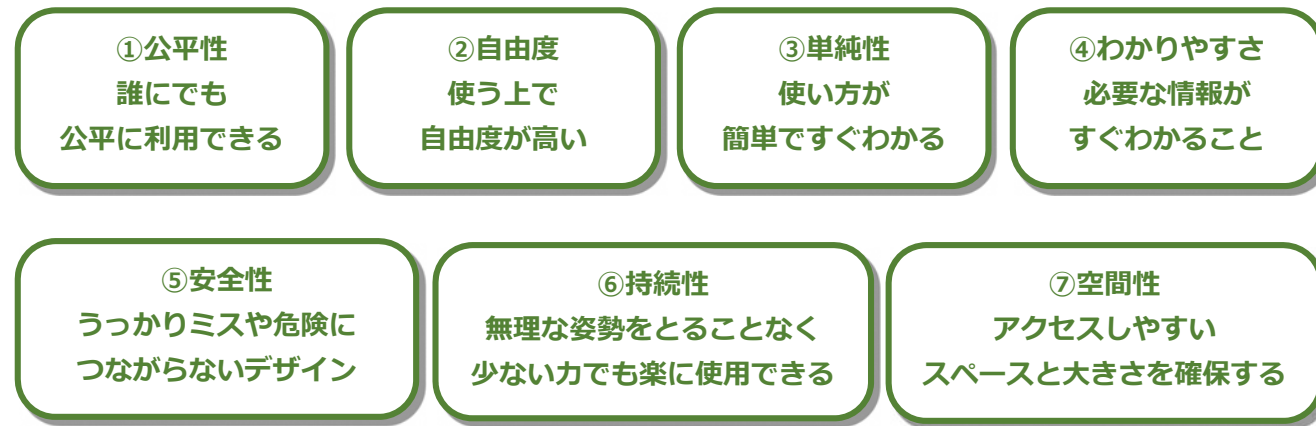 ①公平性
誰にでも
公平に利用できる
②自由度
使う上で
自由度が高い
③単純性
使い方が
簡単ですぐわかる
④わかりやすさ
必要な情報が
すぐわかること
⑤安全性
うっかりミスや危険に
つながらないデザイン
⑥持続性
無理な姿勢をとることなく
少ない力でも楽に使用できる
⑦空間性
アクセスしやすい
スペースと大きさを確保する